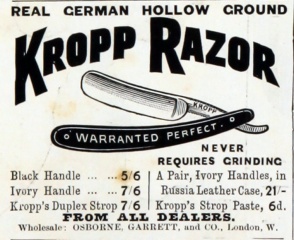 REAL GERMAN HOLLOW GROUND
KROPP RAZOR
KROPP
WARRANTED PERFECT.
NEVER
REQUIRES GRINDING
Black Handle ... ... 5/6
Ivory Handle ... ... 7/6
Kropp's Duplex Strop 7/6
A Pair, Ivory Handles, in
Russia Leather Case, 21/-
Kropp's Strop Paste, 6d.
FROM ALL DEALERS.
Wholesale: OSBORNE, GARRETT, and CO., London, W.